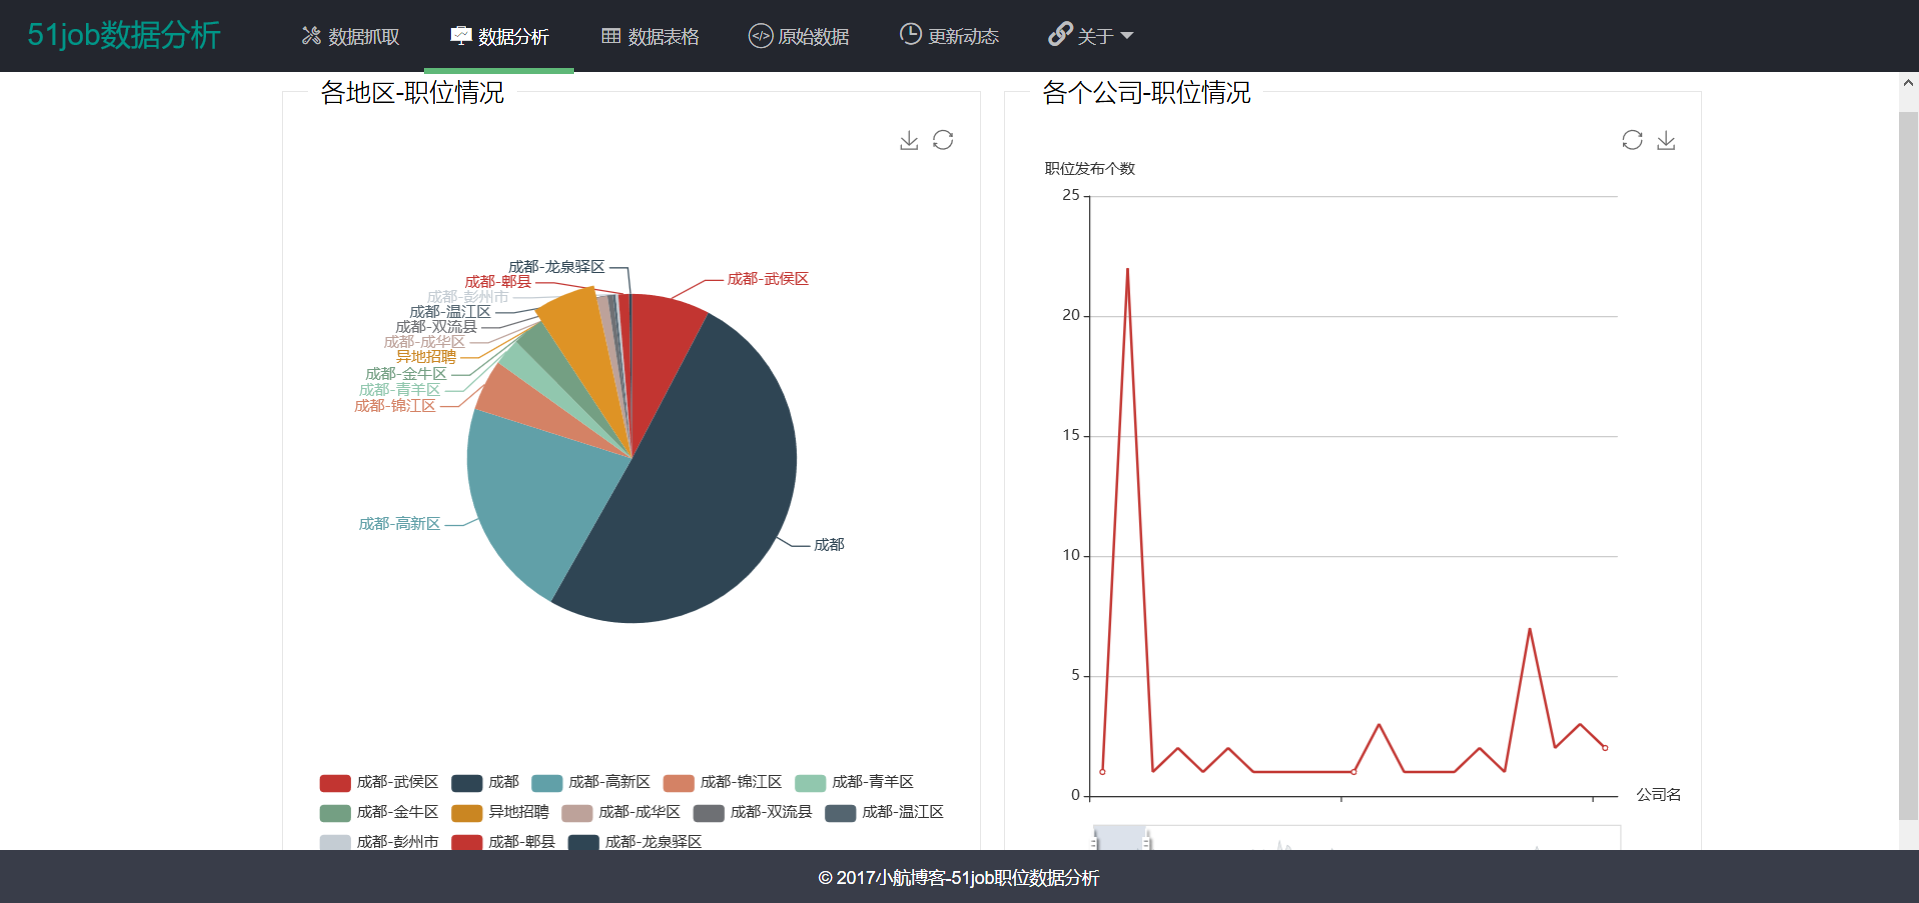 51job数据分析
数据抓取
数据分析
数据表格
原始数据
更新动态
关于
各地区-职位情况
成都-龙泉驿区
成都-郫县
成都-彭州市
成都-温江区
成都-双流县
成都-成华区
异地招聘
成都-金牛区
成都-青羊区
成都-锦江区
成都-高新区
成都-武侯区
成都
成都-武侯区 成都 成都-高新区 成都-锦江区 成都-青羊区
成都-金牛区 异地招聘 成都-成华区 成都-双流县 成都-温江区
成都-彭州市 成都-郫县 成都-龙泉驿区
各个公司-职位情况
职位发布个数
25
20
15
10
5
0
公司名
© 2017小航博客-51job职位数据分析